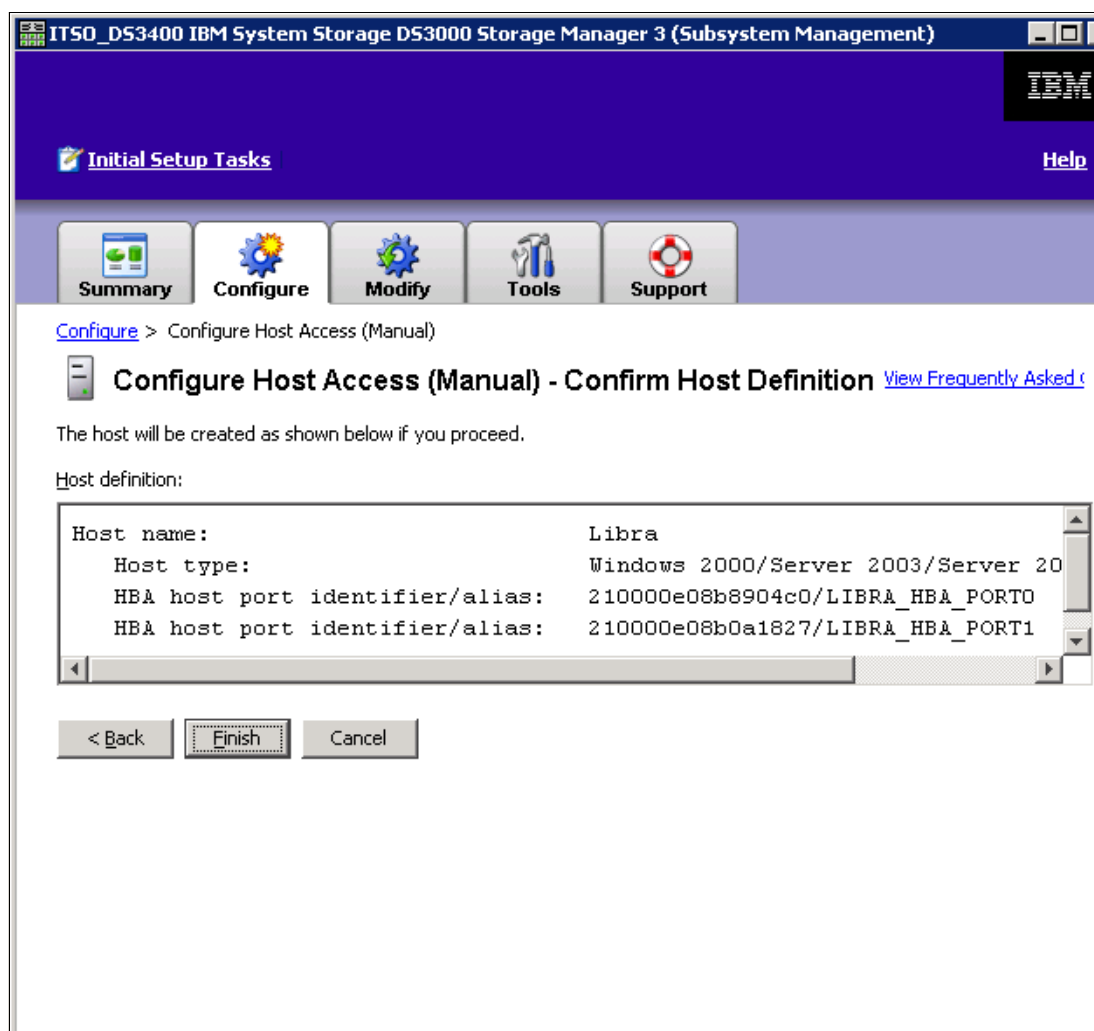 ITSO_DS3400 IBM System Storage DS3000 Storage Manager 3 (Subsystem Management)
IBM
Initial Setup Tasks
Help
Summary
Configure
Modify
Tools
Support
Configure > Configure Host Access (Manual)
Configure Host Access (Manual) - Confirm Host Definition View Frequently Asked
The host will be created as shown below if you proceed.
Host definition:
Host name: Libra
Host type: Windows 2000/Server 2003/Server 20
HBA host port identifier/alias: 210000e08b8904c0/LIBRA_HBA_PORT0
HBA host port identifier/alias: 210000e08b0a1827/LIBRA_HBA_PORT1
< Back
Finish
Cancel